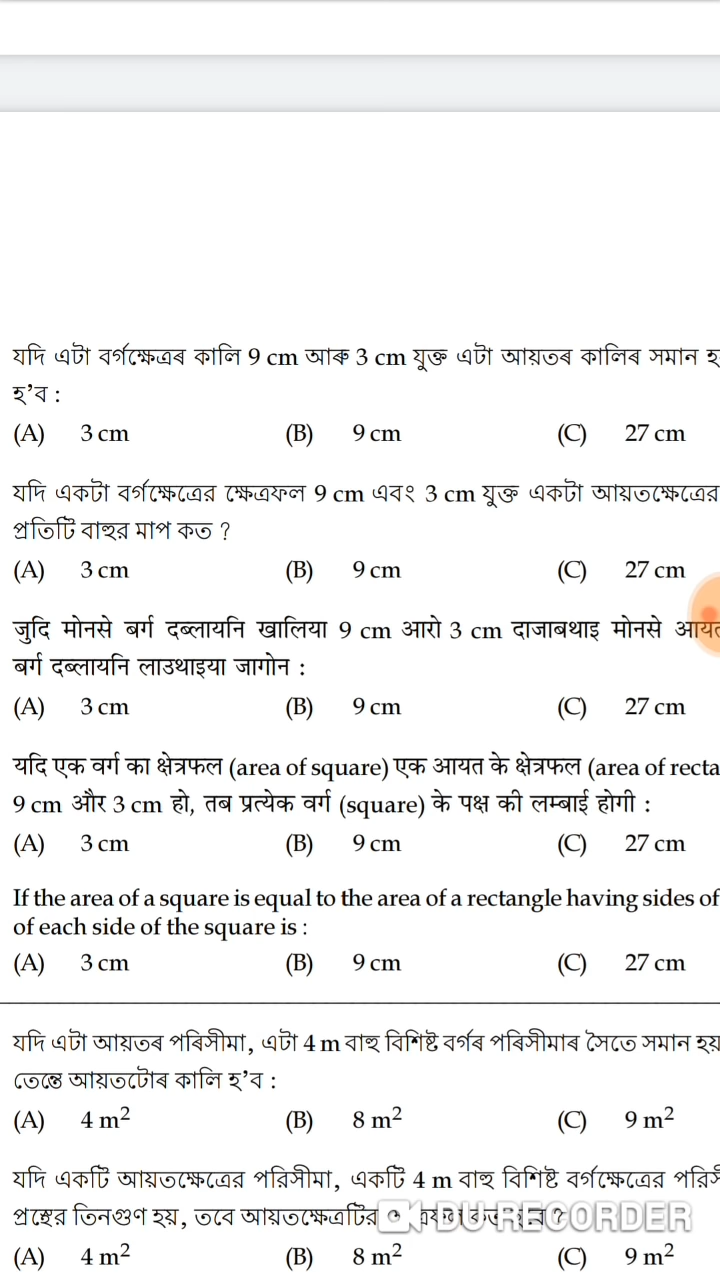 যদি এটা বৰ্গক্ষেত্ৰৰ কালি 9 cm আৰু 3 cm যুক্ত এটা আয়তৰ কালিৰ সমান
হ’ব :
(A) 3 cm (B) 9 cm (C) 27 cm
যদি একটা বর্গক্ষেত্রের ক্ষেত্রফল 9 cm এবং 3 cm যুক্ত একটা আয়তক্ষেত্রের
প্রতিটি বাহুর মাপ কত ?
(A) 3 cm (B) 9 cm (C) 27 cm
जुदि मोनसे बर्ग दब्लायनि खालिया 9 cm आरो 3 cm दाजाबथाइ मोनसे
बर्ग दब्लायनि लाउथाइया जागोन :
(A) 3 cm (B) 9 cm (C) 27 cm
यदि एक वर्ग का क्षेत्रफल (area of square) एक आयत के क्षेत्रफल (area of recta
9 cm और 3 cm हो, तब प्रत्येक वर्ग (square) के पक्ष की लम्बाई होगी :
(A) 3 cm (B) 9 cm (C) 27 cm
If the area of a square is equal to the area of a rectangle having sides of
of each side of the square is :
(A) 3 cm (B) 9 cm (C) 27 cm
যদি এটা আয়তৰ পৰিসীমা, এটা 4 m বাহু বিশিষ্ট বৰ্গৰ পৰিসীমাৰ সৈতে সমান হয়
তেন্তে আয়তটোৰ কালি হ’ব :
(A) 4 m² (B) 8 m² (C) 9 m²
যদি একটি আয়তক্ষেত্রের পরিসীমা, একটি 4 m বাহু বিশিষ্ট বর্গক্ষেত্রের
প্রস্থের তিনগুণ হয়, তবে আয়তক্ষেত্রটির
DU RECORDER
(A) 4 m² (B) 8 m² (C) 9 m²